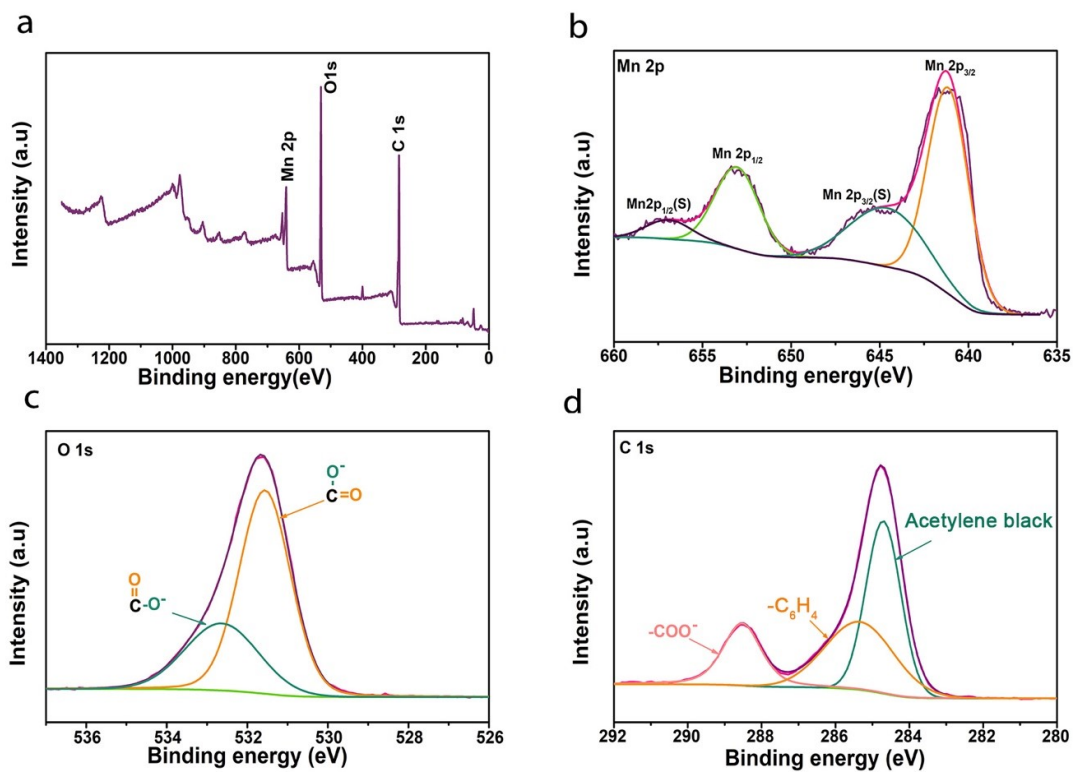 a
Intensity (a.u)
Mn 2p
O1s
C 1s
1400 1200 1000 800 600 400 200 0
Binding energy(eV)
b
Mn 2p
Intensity (a.u)
Mn2p1/2(S)
Mn 2p1/2
Mn 2p3/2(S)
Mn 2p3/2
660 655 650 645 640 635
Binding energy(eV)
c
O 1s
Intensity (a.u)
O
C-O-
O-
C=O
536 534 532 530 528 526
Binding energy (eV)
d
C 1s
Intensity (a.u)
-COO-
-C6H4
Acetylene black
292 290 288 286 284 282 280
Binding energy (eV)